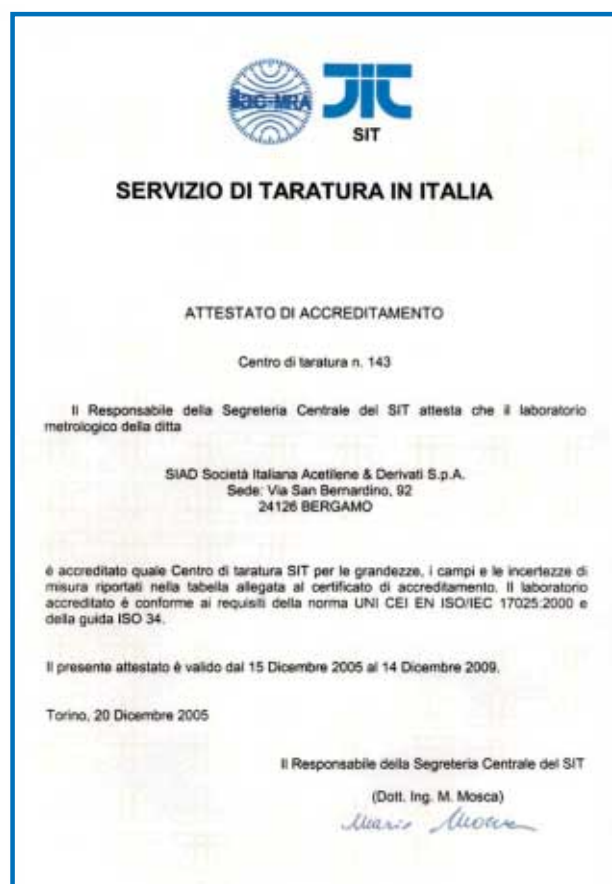 ilac-MRA
SIT
SERVIZIO DI TARATURA IN ITALIA
ATTESTATO DI ACCREDITAMENTO
Centro di taratura n. 143
Il Responsabile della Segreteria Centrale del SIT attesta che il laboratorio
metrologico della ditta
SIAD Società Italiana Acetilene & Derivati S.p.A.
Sede: Via San Bernardino, 92
24126 BERGAMO
è accreditato quale Centro di taratura SIT per le grandezze, i campi e le incertezze di
misura riportati nella tabella allegata al certificato di accreditamento. Il laboratorio
accreditato è conforme ai requisiti della norma UNI CEI EN ISO/IEC 17025:2000 e
della guida ISO 34.
Il presente attestato è valido dal 15 Dicembre 2005 al 14 Dicembre 2009.
Torino, 20 Dicembre 2005
Il Responsabile della Segreteria Centrale del SIT
(Dott. Ing. M. Mosca)
Mario Mosca